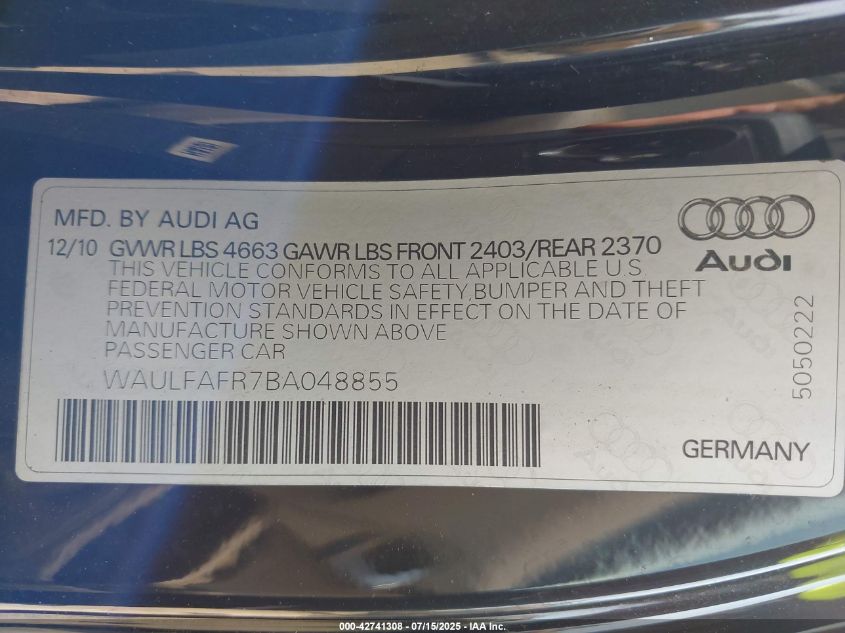 MFD. BY AUDI AG
12/10 GVWR LBS 4663 GAWR LBS FRONT 2403/REAR 2370
THIS VEHICLE CONFORMS TO ALL APPLICABLE U.S.
FEDERAL MOTOR VEHICLE SAFETY, BUMPER AND THEFT
PREVENTION STANDARDS IN EFFECT ON THE DATE OF
MANUFACTURE SHOWN ABOVE
PASSENGER CAR
WAULFAFR7BA048855
Audi
5050222
GERMANY
000-42741308 - 07/15/2025 - IAA Inc.